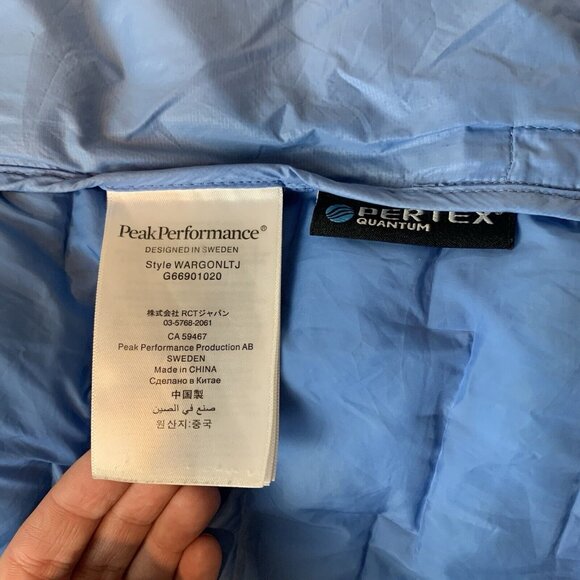 PeakPerformance®
DESIGNED IN SWEDEN
Style WARGONLTJ
G66901020
株式会社 RCTジャパン
03-5768-2061
CA 59467
Peak Performance Production AB
SWEDEN
Made in CHINA
Сделано в Китае
中国製
صنع في الصين
원산지:중국
PERTEX®
QUANTUM